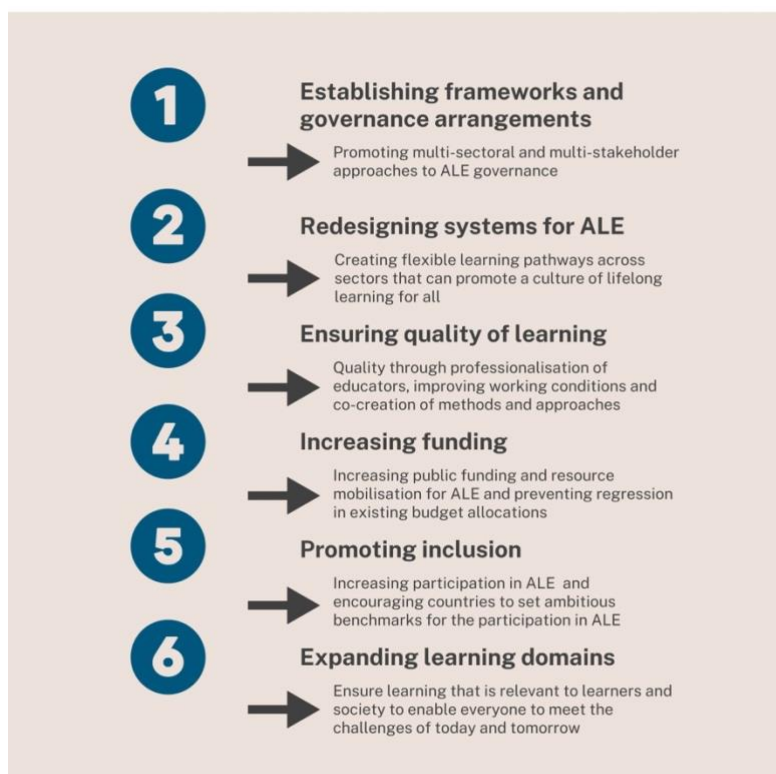 1
Establishing frameworks and
governance arrangements
Promoting multi-sectoral and multi-stakeholder
approaches to ALE governance
2
Redesigning systems for ALE
Creating flexible learning pathways across
sectors that can promote a culture of lifelong
learning for all
3
Ensuring quality of learning
Quality through professionalisation of
educators, improving working conditions and
co-creation of methods and approaches
4
Increasing funding
Increasing public funding and resource
mobilisation for ALE and preventing regression
in existing budget allocations
5
Promoting inclusion
Increasing participation in ALE and
encouraging countries to set ambitious
benchmarks for the participation in ALE
6
Expanding learning domains
Ensure learning that is relevant to learners and
society to enable everyone to meet the
challenges of today and tomorrow